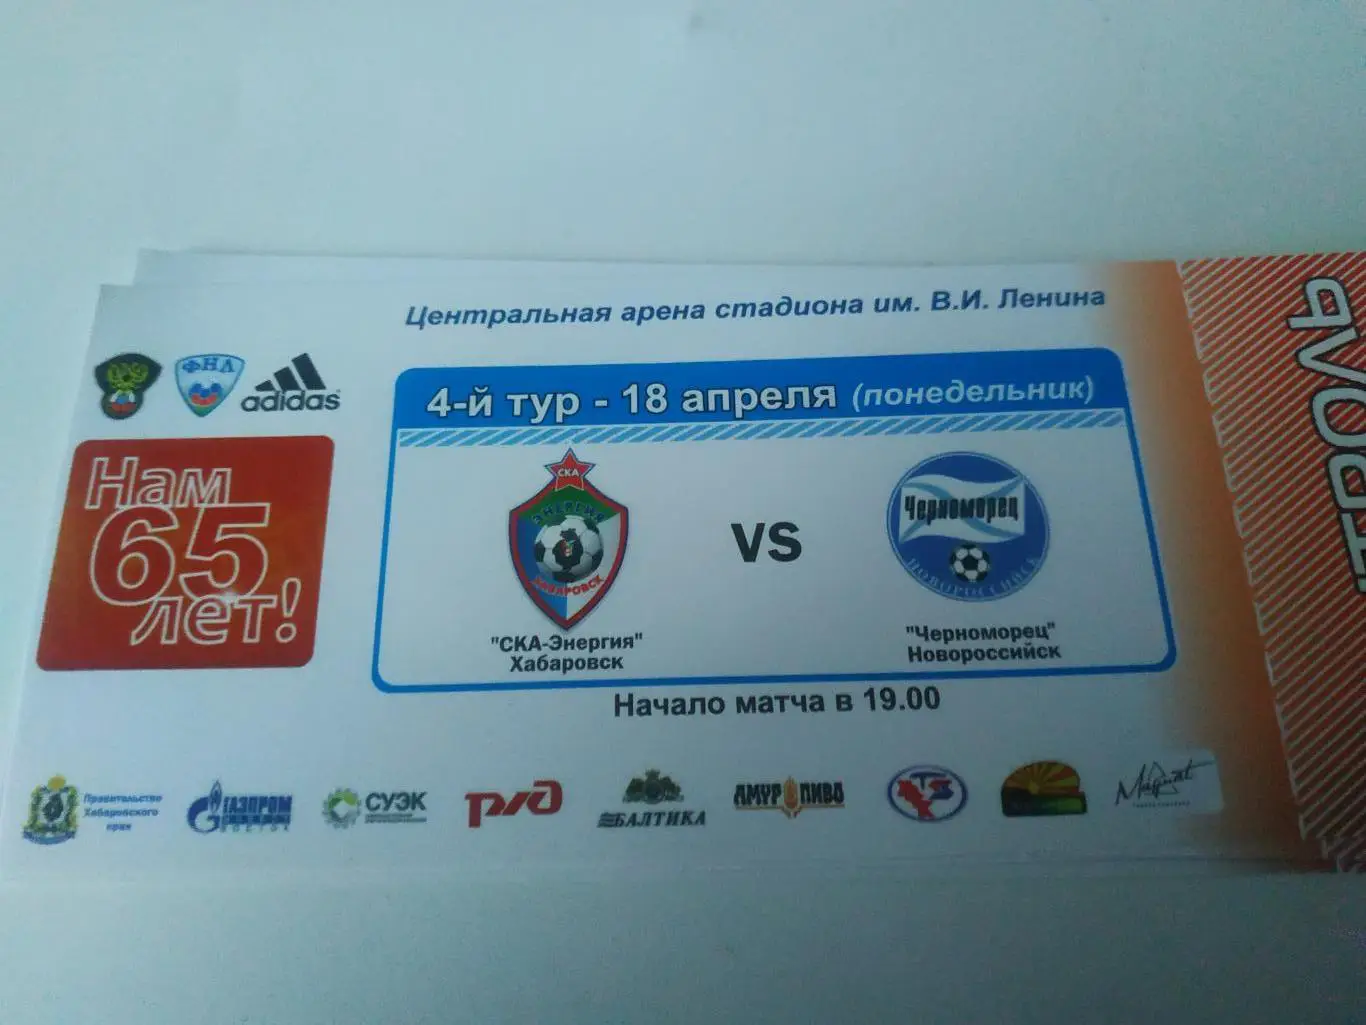 Центральная арена стадиона им. В.И. Ленина
ФНЛ
adidas
4-й тур - 18 апреля (понедельник)
Нам
65
лет!
СКА
ЭНЕРГИЯ
ХАБАРОВСК
VS
Черноморец
НОВОРОССИЙСК
"СКА-Энергия"
Хабаровск
"Черноморец"
Новороссийск
Начало матча в 19.00
Правительство
Хабаровского
края
ГАЗПРОМ
ВОСТОК
СУЭК
РЖД
БАЛТИКА
АМУР ПИВО